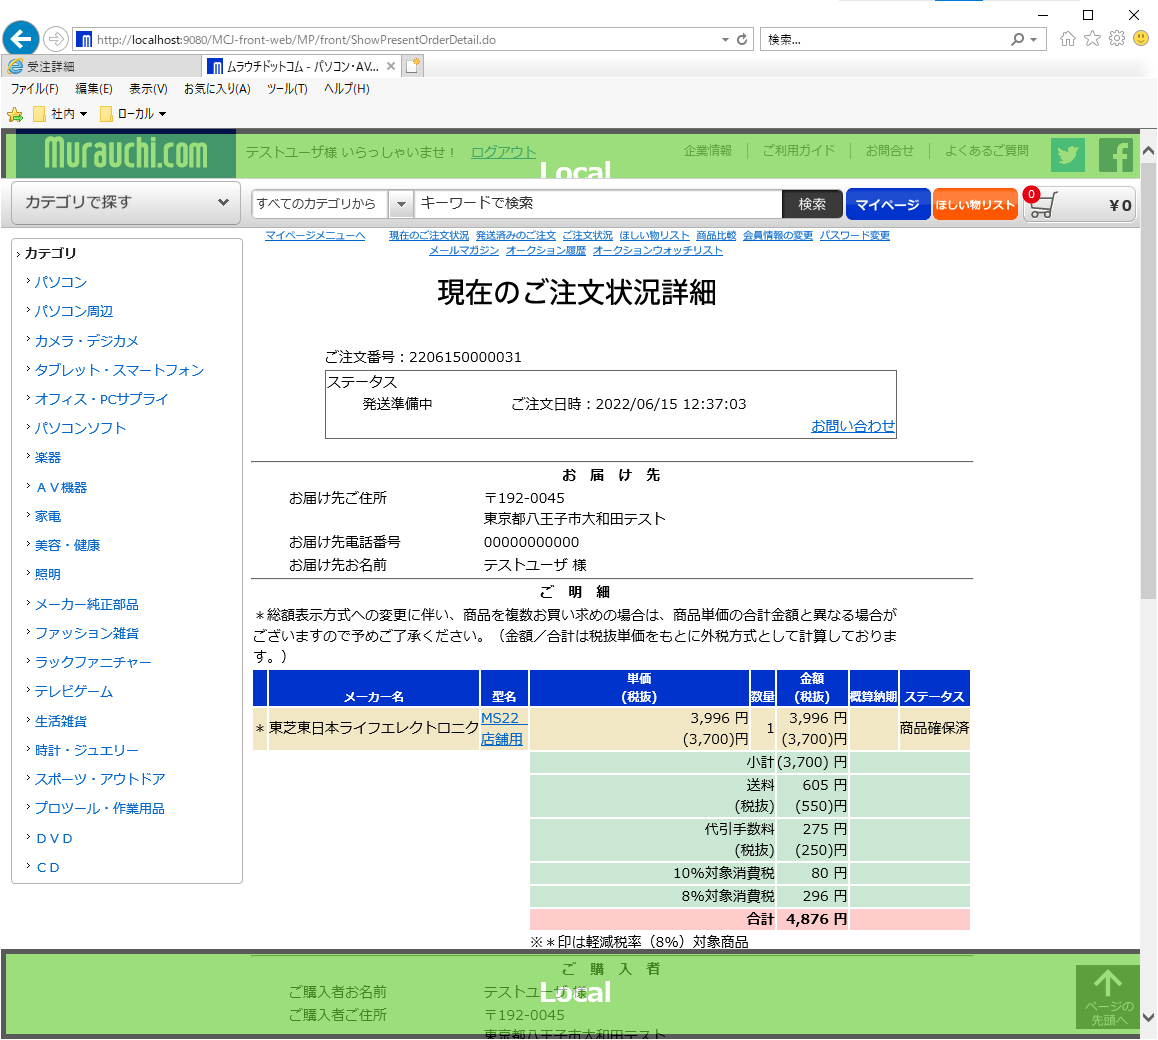 http://localhost:9080/MCJ-front-web/MP/front/ShowPresentOrderDetail.do
検索...
受注詳細
ムラウチドットコム - パソコン・AV...
ファイル(F) 編集(E) 表示(V) お気に入り(A) ツール(T) ヘルプ(H)
社内 ローカル
Murauchi.com
テストユーザ様 いらっしゃいませ！ ログアウト
企業情報 ご利用ガイド お問合せ よくあるご質問
Local
カテゴリで探す
すべてのカテゴリから
キーワードで検索
検索
マイページ
ほしい物リスト
0
¥0
マイページメニューへ 現在のご注文状況 発送済みのご注文 ご注文状況 ほしい物リスト 商品比較 会員情報の変更 パスワード変更
メールマガジン オークション履歴 オークションウォッチリスト
カテゴリ
パソコン
パソコン周辺
カメラ・デジカメ
タブレット・スマートフォン
オフィス・PCサプライ
パソコンソフト
楽器
ＡＶ機器
家電
美容・健康
照明
メーカー純正部品
ファッション雑貨
ラックファニチャー
テレビゲーム
生活雑貨
時計・ジュエリー
スポーツ・アウトドア
プロツール・作業用品
ＤＶＤ
ＣＤ
現在のご注文状況詳細
ご注文番号：2206150000031
ステータス
発送準備中 ご注文日時：2022/06/15 12:37:03
お問い合わせ
お 届 け 先
お届け先ご住所 〒192-0045
東京都八王子市大和田テスト
お届け先電話番号 00000000000
お届け先お名前 テストユーザ 様
ご 明 細
＊総額表示方式への変更に伴い、商品を複数お買い求めの場合は、商品単価の合計金額と異なる場合が
ございますので予めご了承ください。（金額／合計は税抜単価をもとに外税方式として計算しておりま
す。）
メーカー名 型名 単価 (税抜) 数量 金額 (税抜) 概算納期 ステータス
＊ 東芝東日本ライフエレクトロニク MS22 店舗用 3,996 円 (3,700)円 1 3,996 円 (3,700)円 商品確保済
小計 (3,700) 円
送料 605 円
(税抜) (550)円
代引手数料 275 円
(税抜) (250)円
10%対象消費税 80 円
8%対象消費税 296 円
合計 4,876 円
※＊印は軽減税率（8%）対象商品
ご 購 入 者
ご購入者お名前 テストユーザ 様
Local
ご購入者ご住所 〒192-0045
東京都八王子市大和田テスト
ページの
先頭へ